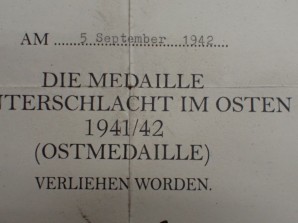 AM 5 September 1942
DIE MEDAILLE
NTERSCHLACHT IM OSTEN
1941/42
(OSTMEDAILLE)
VERLIEHEN WORDEN.